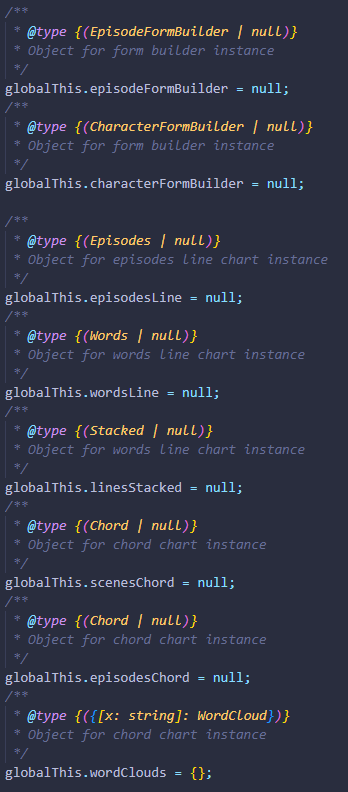 /**
 * @type {(EpisodeFormBuilder | null)}
 * Object for form builder instance
 */
globalThis.episodeFormBuilder = null;
/**
 * @type {(CharacterFormBuilder | null)}
 * Object for form builder instance
 */
globalThis.characterFormBuilder = null;

/**
 * @type {(Episodes | null)}
 * Object for episodes line chart instance
 */
globalThis.episodesLine = null;
/**
 * @type {(Words | null)}
 * Object for words line chart instance
 */
globalThis.wordsLine = null;
/**
 * @type {(Stacked | null)}
 * Object for words line chart instance
 */
globalThis.linesStacked = null;
/**
 * @type {(Chord | null)}
 * Object for chord chart instance
 */
globalThis.scenesChord = null;
/**
 * @type {(Chord | null)}
 * Object for chord chart instance
 */
globalThis.episodesChord = null;
/**
 * @type {({[x: string]: WordCloud})}
 * Object for chord chart instance
 */
globalThis.wordClouds = {};